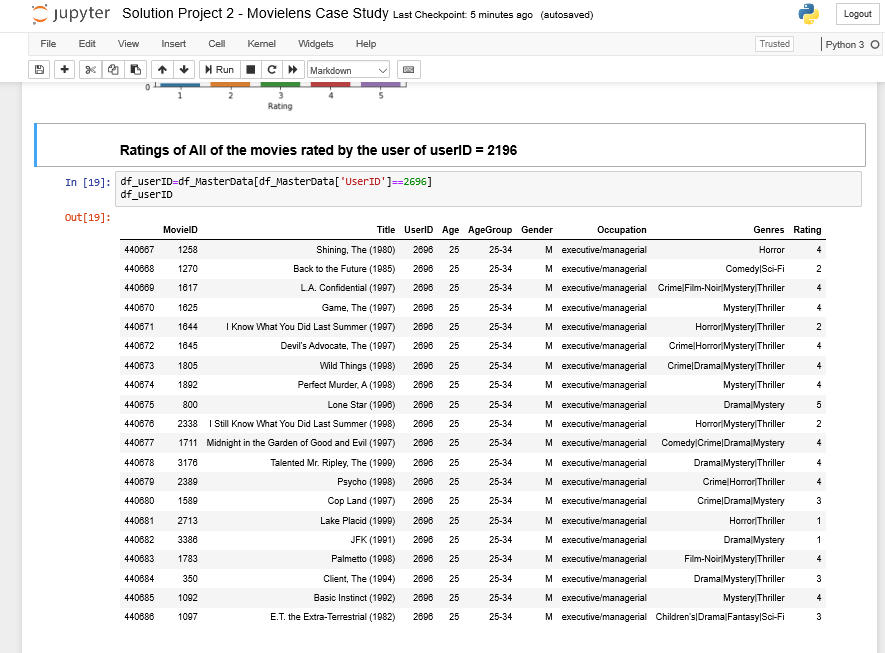 jupyter Solution Project 2 - Movielens Case Study Last Checkpoint: 5 minutes ago (autosaved) Logout
File Edit View Insert Cell Kernel Widgets Help Trusted Python 3
Run Markdown
0
1 2 3 4 5
Rating
Ratings of All of the movies rated by the user of userID = 2196
In [19]: df_userID=df_MasterData[df_MasterData['UserID']==2696]
df_userID
Out[19]:
MovieID Title UserID Age AgeGroup Gender Occupation Genres Rating
440667 1258 Shining, The (1980) 2696 25 25-34 M executive/managerial Horror 4
440668 1270 Back to the Future (1985) 2696 25 25-34 M executive/managerial Comedy|Sci-Fi 2
440669 1617 L.A. Confidential (1997) 2696 25 25-34 M executive/managerial Crime|Film-Noir|Mystery|Thriller 4
440670 1625 Game, The (1997) 2696 25 25-34 M executive/managerial Mystery|Thriller 4
440671 1644 I Know What You Did Last Summer (1997) 2696 25 25-34 M executive/managerial Horror|Mystery|Thriller 2
440672 1645 Devil's Advocate, The (1997) 2696 25 25-34 M executive/managerial Crime|Horror|Mystery|Thriller 4
440673 1805 Wild Things (1998) 2696 25 25-34 M executive/managerial Crime|Drama|Mystery|Thriller 4
440674 1892 Perfect Murder, A (1998) 2696 25 25-34 M executive/managerial Mystery|Thriller 4
440675 800 Lone Star (1996) 2696 25 25-34 M executive/managerial Drama|Mystery 5
440676 2338 I Still Know What You Did Last Summer (1998) 2696 25 25-34 M executive/managerial Horror|Mystery|Thriller 2
440677 1711 Midnight in the Garden of Good and Evil (1997) 2696 25 25-34 M executive/managerial Comedy|Crime|Drama|Mystery 4
440678 3176 Talented Mr. Ripley, The (1999) 2696 25 25-34 M executive/managerial Drama|Mystery|Thriller 4
440679 2389 Psycho (1998) 2696 25 25-34 M executive/managerial Crime|Horror|Thriller 4
440680 1589 Cop Land (1997) 2696 25 25-34 M executive/managerial Crime|Drama|Mystery 3
440681 2713 Lake Placid (1999) 2696 25 25-34 M executive/managerial Horror|Thriller 1
440682 3386 JFK (1991) 2696 25 25-34 M executive/managerial Drama|Mystery 1
440683 1783 Palmetto (1998) 2696 25 25-34 M executive/managerial Film-Noir|Mystery|Thriller 4
440684 350 Client, The (1994) 2696 25 25-34 M executive/managerial Drama|Mystery|Thriller 3
440685 1092 Basic Instinct (1992) 2696 25 25-34 M executive/managerial Mystery|Thriller 4
440686 1097 E.T. the Extra-Terrestrial (1982) 2696 25 25-34 M executive/managerial Children's|Drama|Fantasy|Sci-Fi 3